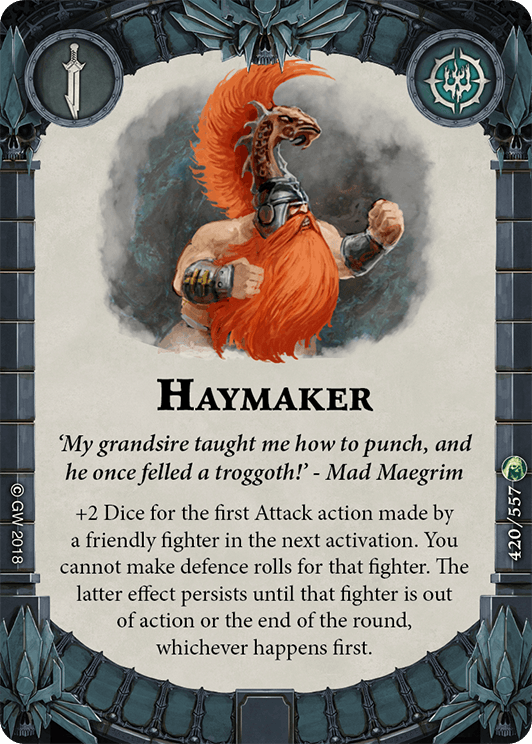 HAYMAKER
‘My grandsire taught me how to punch, and
he once felled a troggoth!’ - Mad Maegrim
+2 Dice for the first Attack action made by
a friendly fighter in the next activation. You
cannot make defence rolls for that fighter. The
latter effect persists until that fighter is out
of action or the end of the round,
whichever happens first.
© GW 2018
420/557